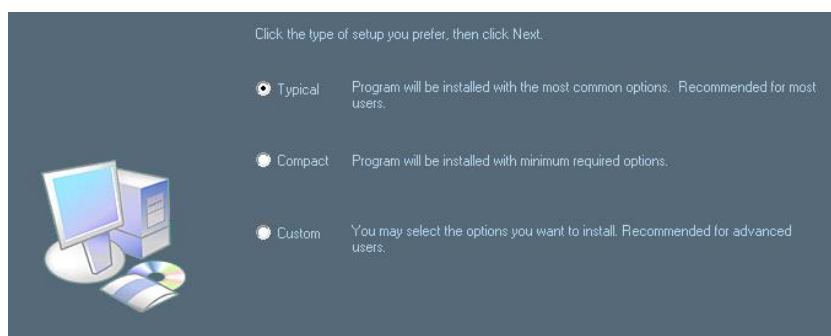 Click the type of setup you prefer, then click Next.
Typical Program will be installed with the most common options. Recommended for most
users.
Compact Program will be installed with minimum required options.
Custom You may select the options you want to install. Recommended for advanced
users.